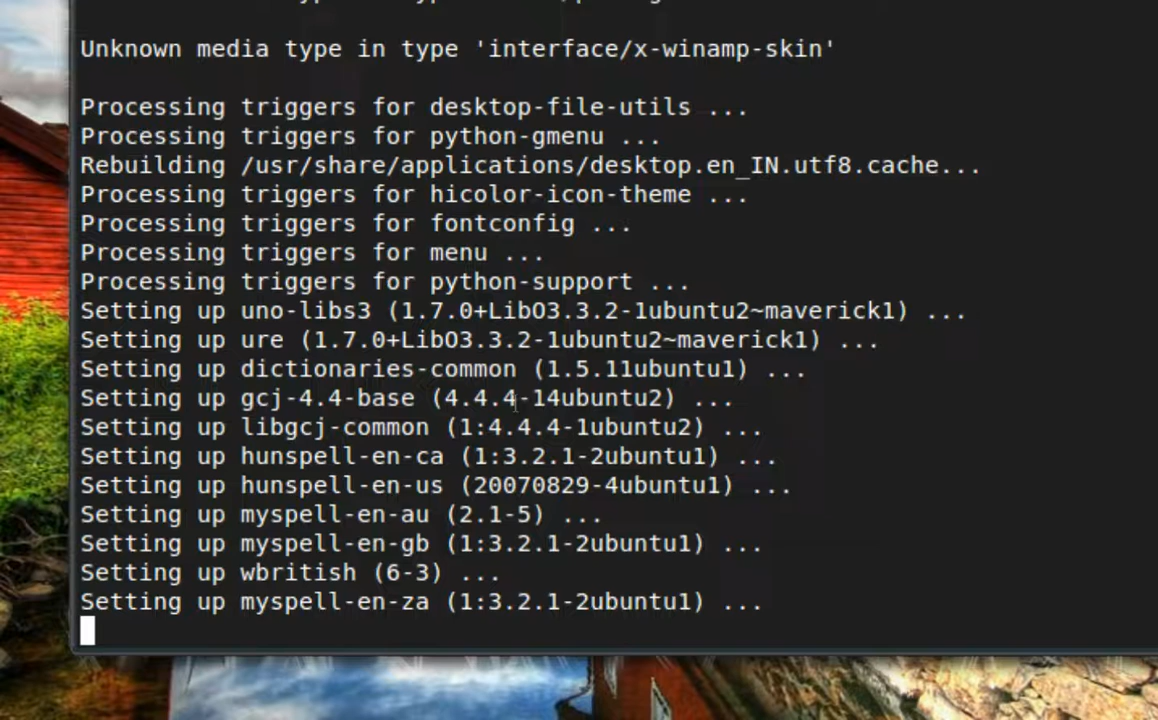 Unknown media type in type 'interface/x-winamp-skin'
Processing triggers for desktop-file-utils ...
Processing triggers for python-gmenu ...
Rebuilding /usr/share/applications/desktop.en_IN.utf8.cache...
Processing triggers for hicolor-icon-theme ...
Processing triggers for fontconfig ...
Processing triggers for menu ...
Processing triggers for python-support ...
Setting up uno-libs3 (1.7.0+LibO3.3.2-1ubuntu2~maverick1) ...
Setting up ure (1.7.0+LibO3.3.2-1ubuntu2~maverick1) ...
Setting up dictionaries-common (1.5.11ubuntu1) ...
Setting up gcj-4.4-base (4.4.4-14ubuntu2) ...
Setting up libgcj-common (1:4.4.4-1ubuntu2) ...
Setting up hunspell-en-ca (1:3.2.1-2ubuntu1) ...
Setting up hunspell-en-us (20070829-4ubuntu1) ...
Setting up myspell-en-au (2.1-5) ...
Setting up myspell-en-gb (1:3.2.1-2ubuntu1) ...
Setting up wbritish (6-3) ...
Setting up myspell-en-za (1:3.2.1-2ubuntu1) ...